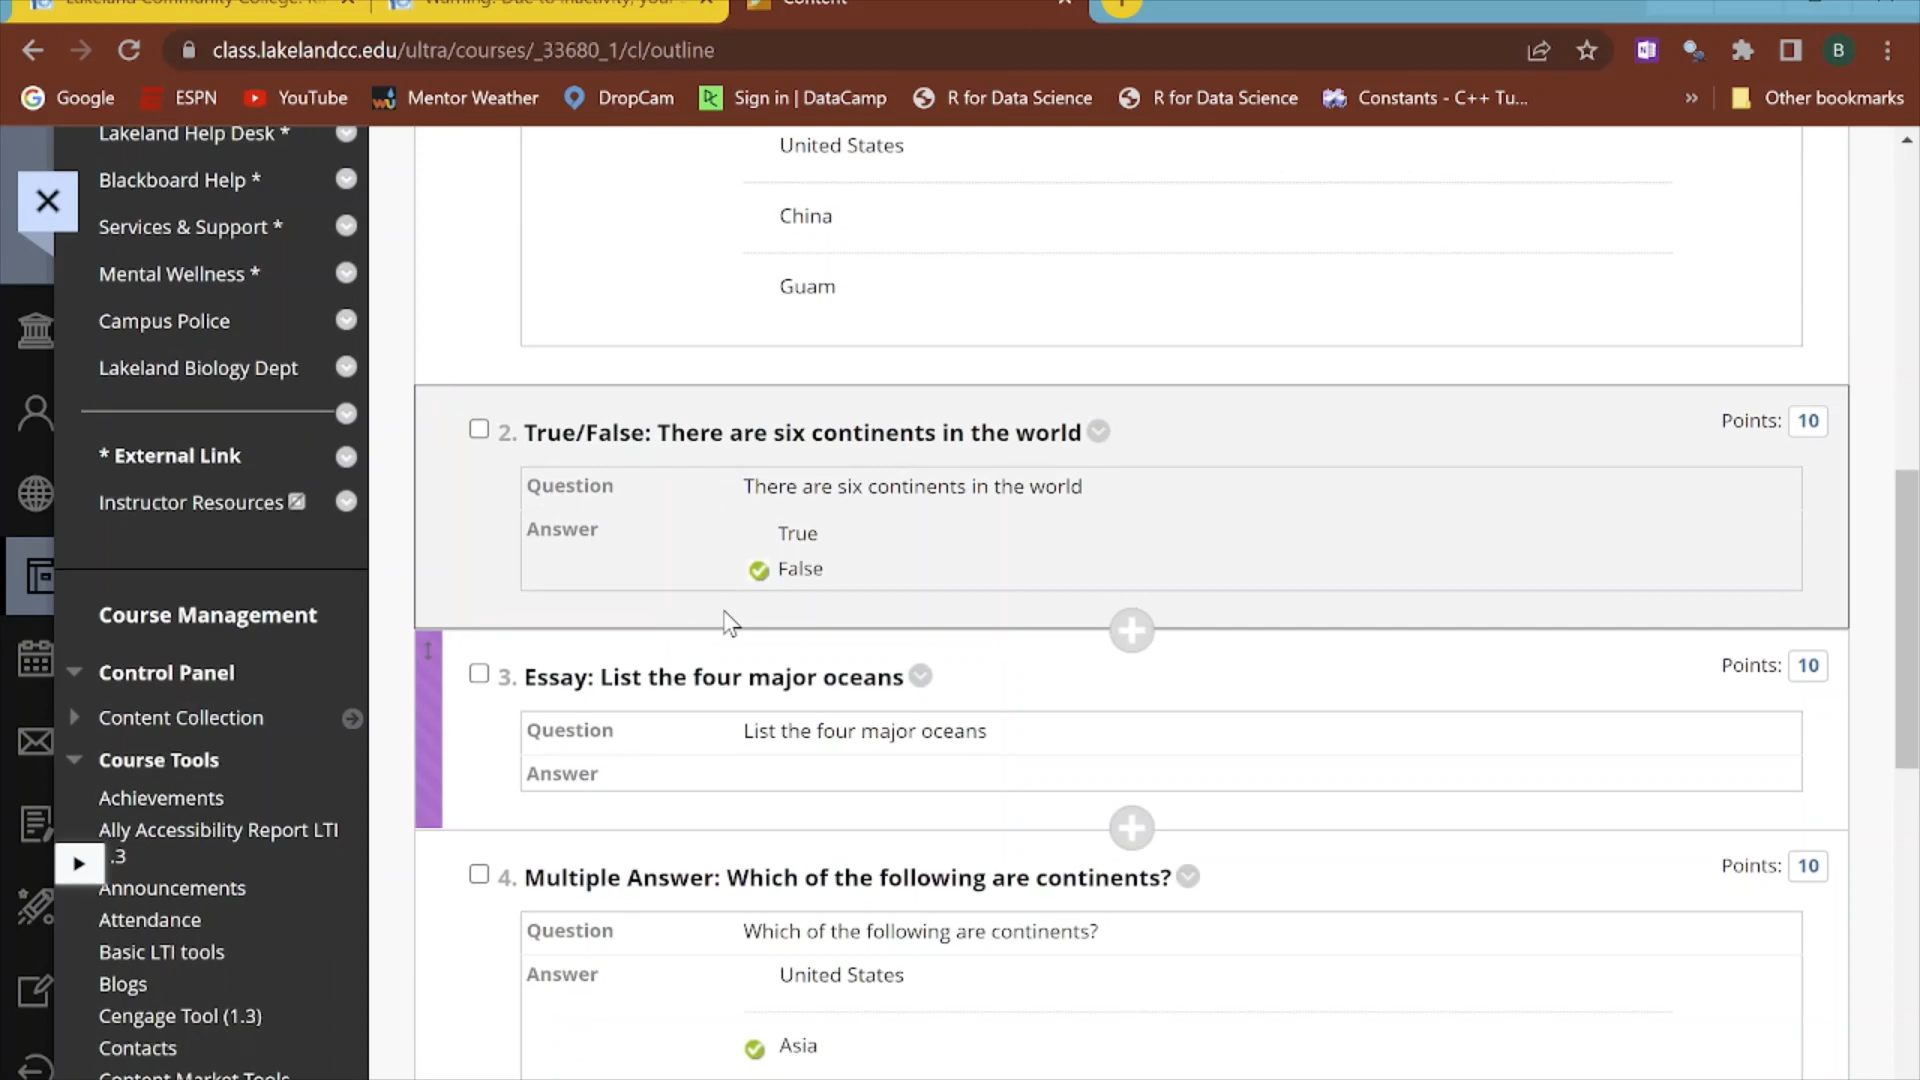 Content
class.lakelandcc.edu/ultra/courses/_33680_1/cl/outline
B
Google
ESPN
YouTube
Mentor Weather
DropCam
Sign in | DataCamp
R for Data Science
R for Data Science
Constants - C++ Tu...
»
Other bookmarks
Lakeland Help Desk *
Blackboard Help *
Services & Support *
Mental Wellness *
Campus Police
Lakeland Biology Dept
* External Link
Instructor Resources
Course Management
Control Panel
Content Collection
Course Tools
Achievements
Ally Accessibility Report LTI
.3
Announcements
Attendance
Basic LTI tools
Blogs
Cengage Tool (1.3)
Contacts
Content Market Tools
United States
China
Guam
2. True/False: There are six continents in the world
Points: 10
Question There are six continents in the world
Answer True
False
3. Essay: List the four major oceans
Points: 10
Question List the four major oceans
Answer
4. Multiple Answer: Which of the following are continents?
Points: 10
Question Which of the following are continents?
Answer United States
Asia